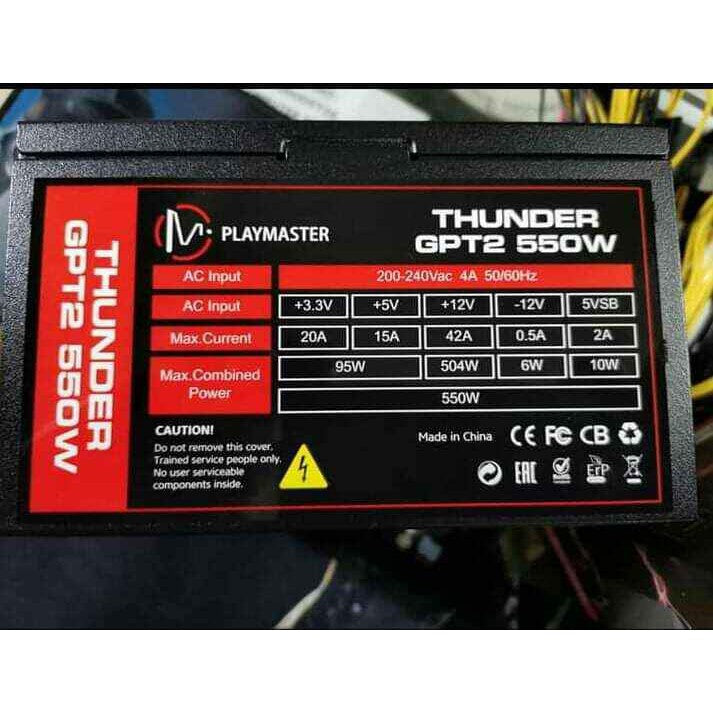 THUNDER
GPT2 550W
PLAYMASTER
THUNDER
GPT2 550W
AC Input 200-240Vac 4A 50/60Hz
AC Input +3.3V +5V +12V -12V 5VSB
Max.Current 20A 15A 42A 0.5A 2A
Max.Combined Power 95W 504W 6W 10W
550W
CAUTION!
Do not remove this cover.
Trained service people only.
No user serviceable
components inside.
Made in China CE FC CB
EAC RoHS ErP